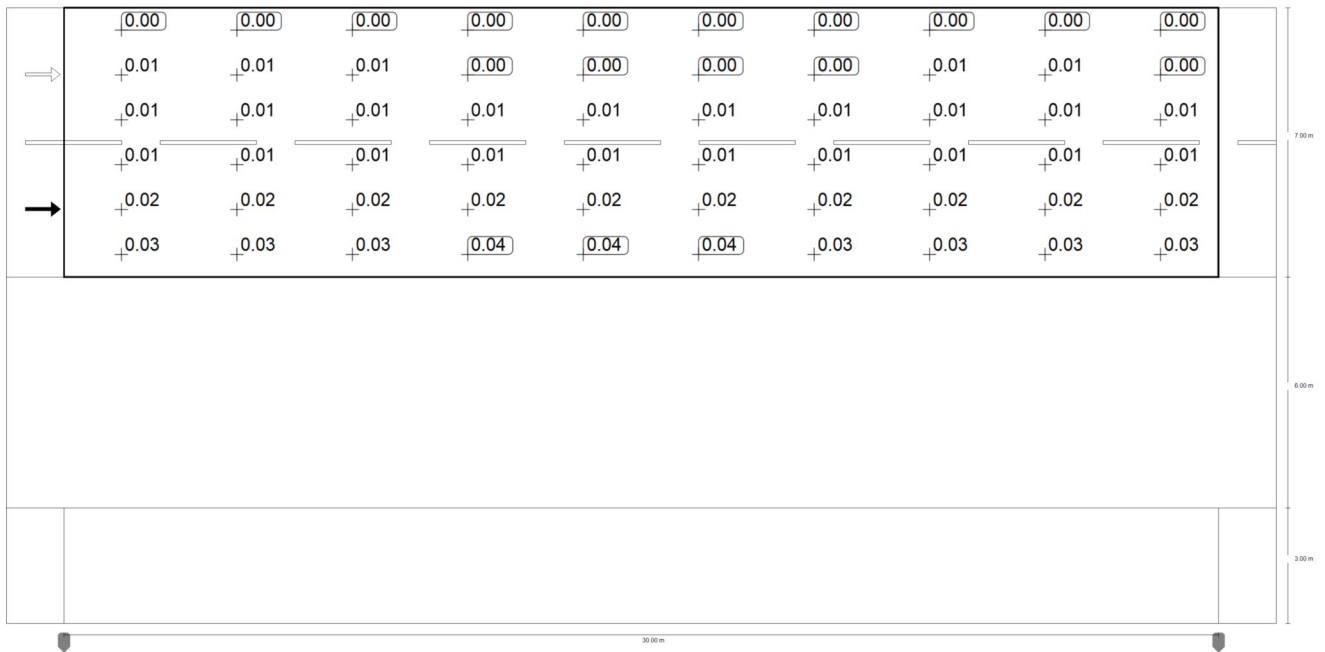 0.00 0.00 0.00 0.00 0.00 0.00 0.00 0.00 0.00 0.00
0.01 0.01 0.01 0.00 0.00 0.00 0.00 0.01 0.01 0.00
0.01 0.01 0.01 0.01 0.01 0.01 0.01 0.01 0.01 0.01
7.00 m
0.01 0.01 0.01 0.01 0.01 0.01 0.01 0.01 0.01 0.01
0.02 0.02 0.02 0.02 0.02 0.02 0.02 0.02 0.02 0.02
0.03 0.03 0.03 0.04 0.04 0.04 0.03 0.03 0.03 0.03
6.00 m
3.00 m
30.00 m